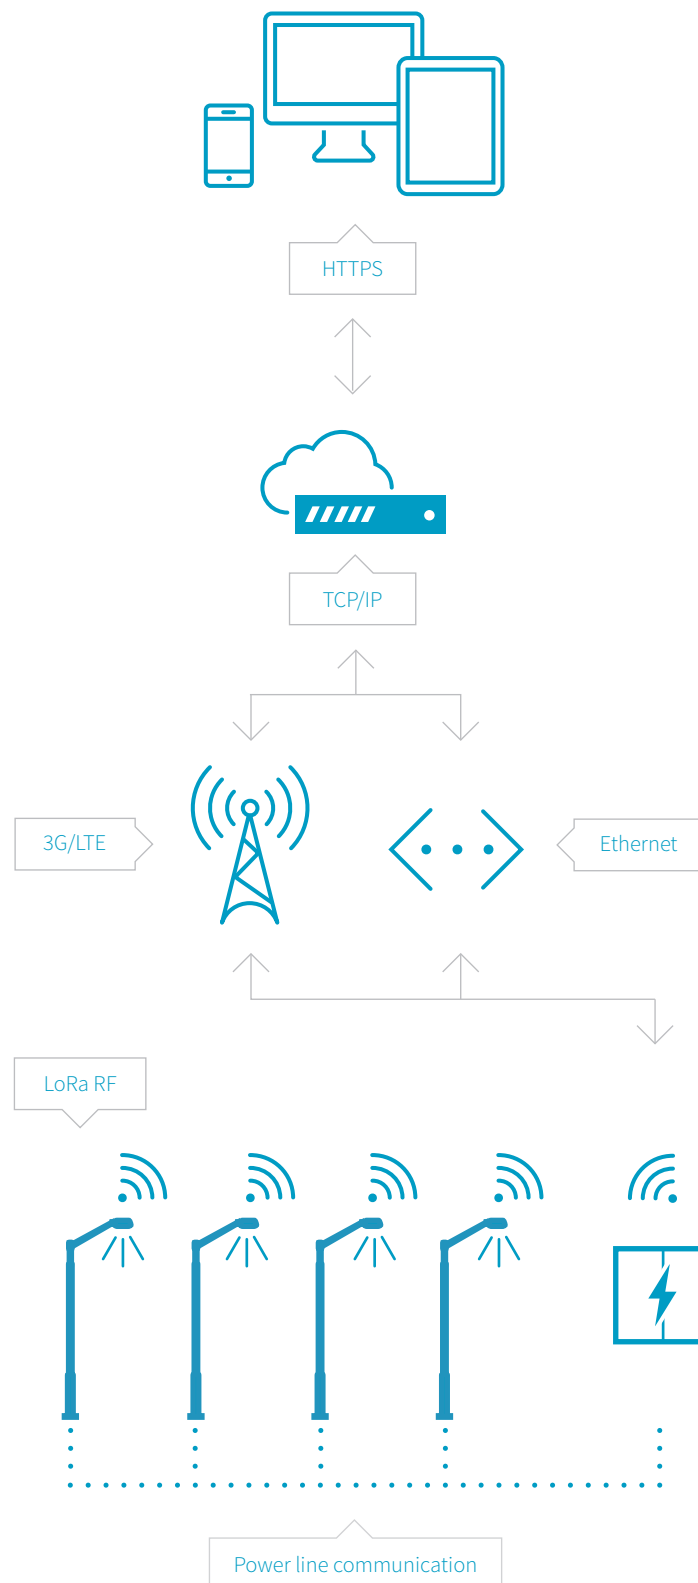 HTTPS
TCP/IP
3G/LTE
Ethernet
LoRa RF
Power line communication